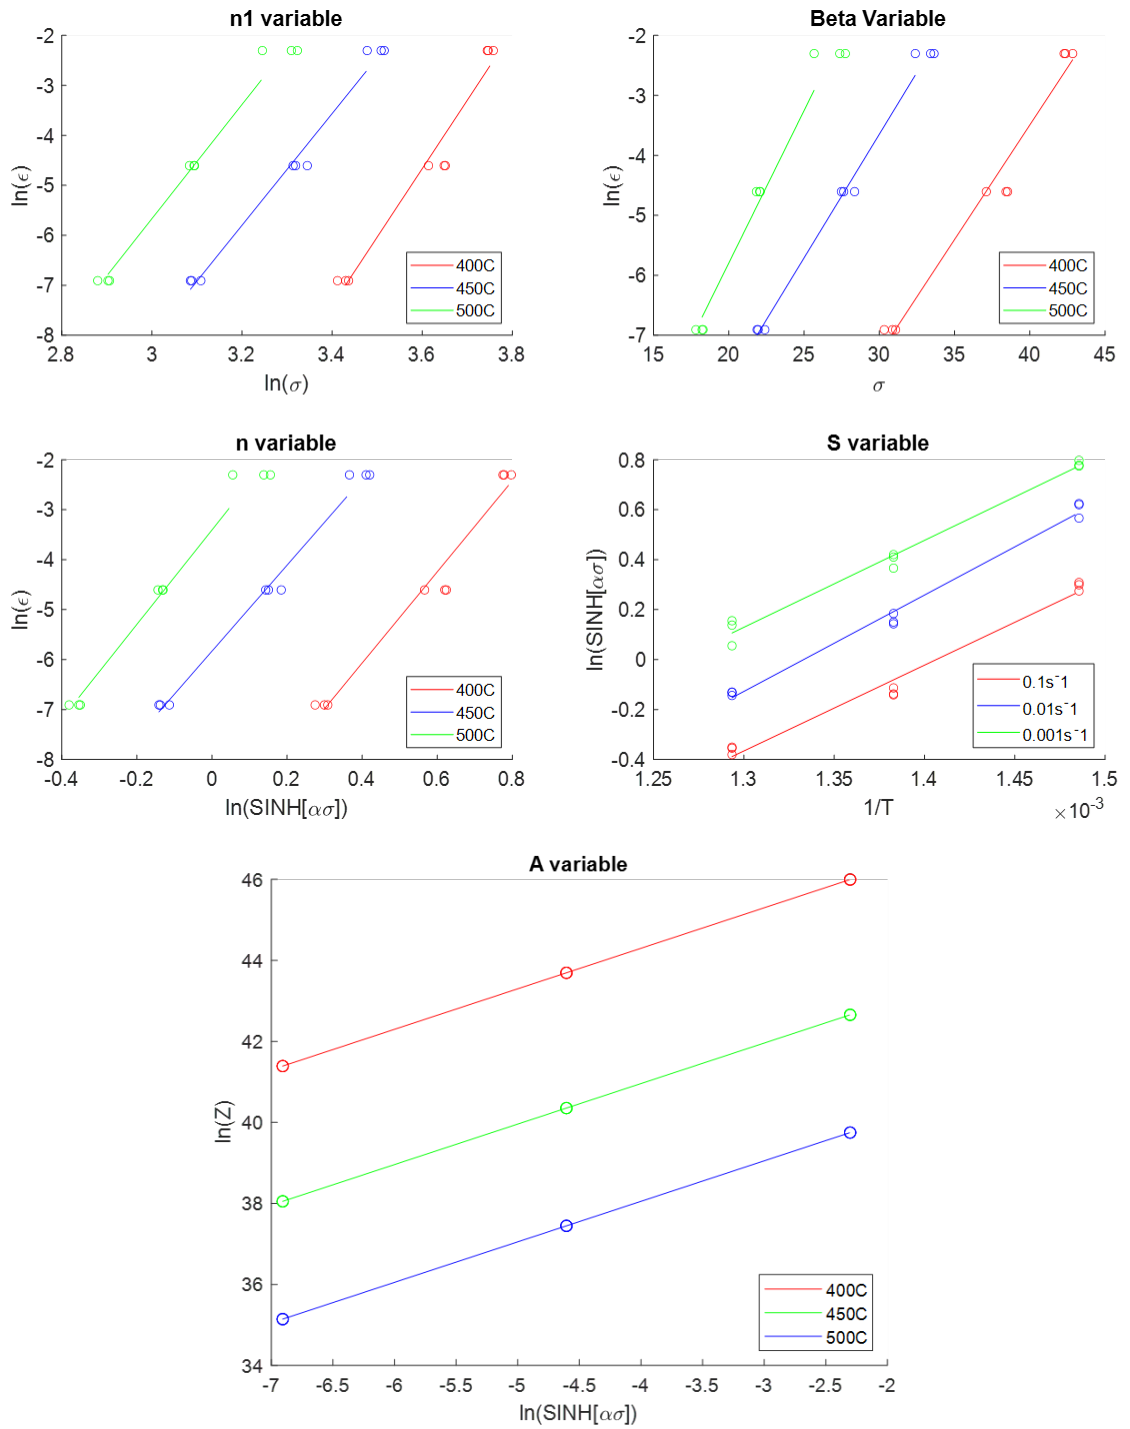 n1 variable
-2
-3
-4
-5
-6
-7
-8
ln(ϵ)
2.8 3 3.2 3.4 3.6 3.8
ln(σ)
400C
450C
500C
Beta Variable
-2
-3
-4
-5
-6
-7
ln(ϵ)
15 20 25 30 35 40 45
σ
400C
450C
500C
n variable
-2
-3
-4
-5
-6
-7
-8
ln(ϵ)
-0.4 -0.2 0 0.2 0.4 0.6 0.8
ln(SINH[ασ])
400C
450C
500C
S variable
0.8
0.6
0.4
0.2
0
-0.2
-0.4
ln(SINH[ασ])
1.25 1.3 1.35 1.4 1.45 1.5
1/T
×10⁻³
0.1s⁻1
0.01s⁻1
0.001s⁻1
A variable
46
44
42
40
38
36
34
ln(Z)
-7 -6.5 -6 -5.5 -5 -4.5 -4 -3.5 -3 -2.5 -2
ln(SINH[ασ])
400C
450C
500C